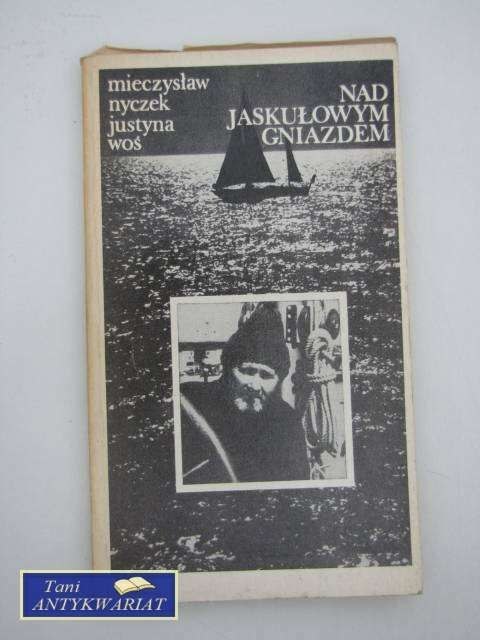 mieczysław
nyczek
justyna
woś
NAD
JASKUŁOWYM
GNIAZDEM
Tani
ANTYKWARIAT